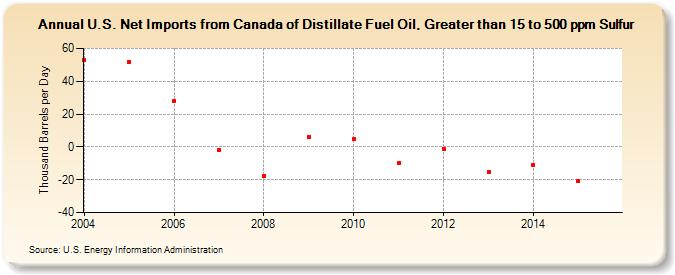 Annual U.S. Net Imports from Canada of Distillate Fuel Oil, Greater than 15 to 500 ppm Sulfur
Thousand Barrels per Day
60
40
20
0
-20
-40
2004 2006 2008 2010 2012 2014
Source: U.S. Energy Information Administration